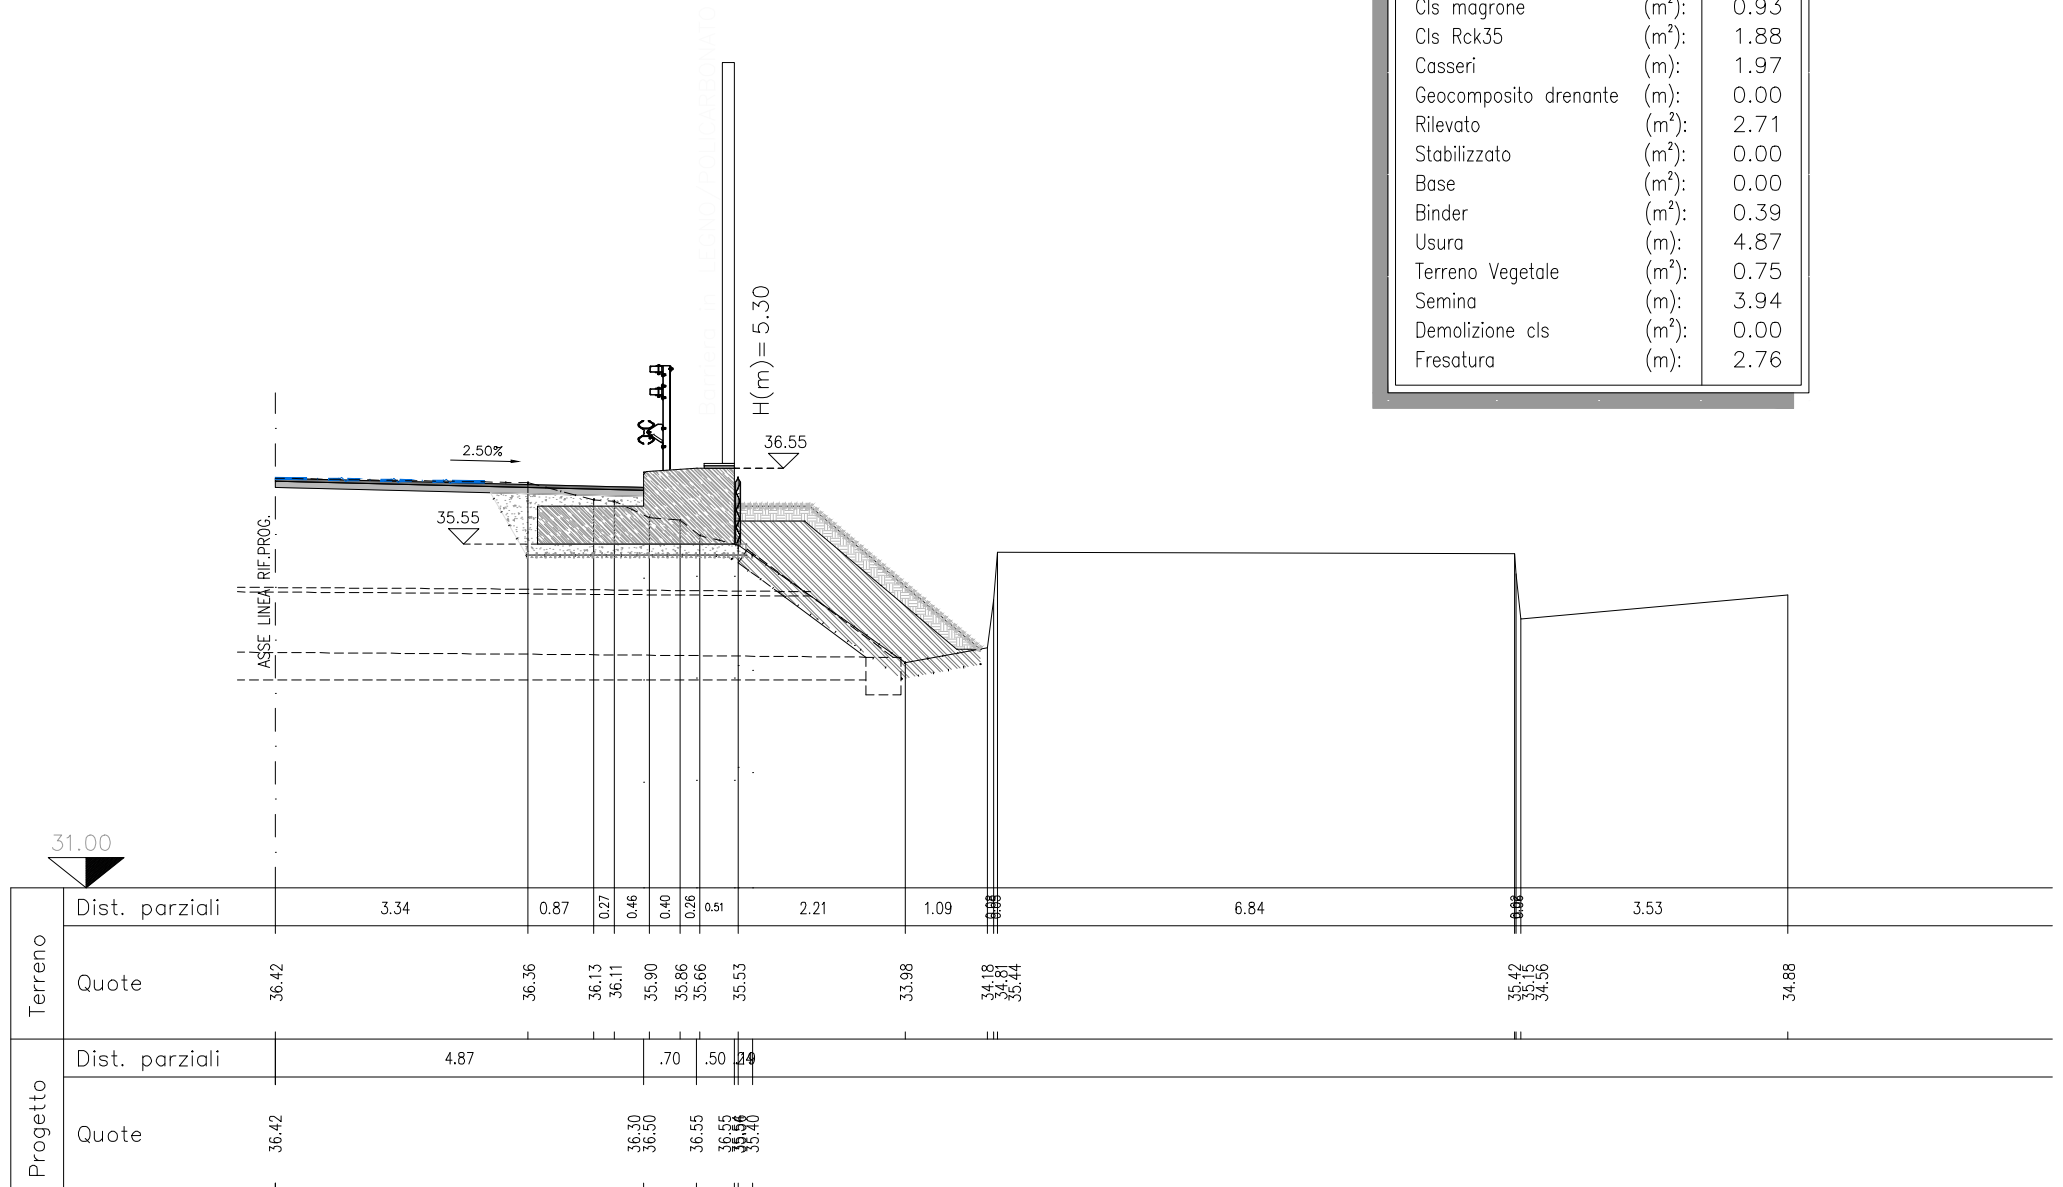 Cls magrone (m²): 0.93
Cls Rck35 (m²): 1.88
Casseri (m): 1.97
Geocomposito drenante (m): 0.00
Rilevato (m²): 2.71
Stabilizzato (m²): 0.00
Base (m²): 0.00
Binder (m²): 0.39
Usura (m): 4.87
Terreno Vegetale (m²): 0.75
Semina (m): 3.94
Demolizione cls (m²): 0.00
Fresatura (m): 2.76
H(m)= 5.30
36.55
2.50%
35.55
ASSE LINEA RIF.PROG.
31.00
Terreno
Dist. parziali 3.34 0.87 0.27 0.46 0.40 0.26 0.51 2.21 1.09 6.84 3.53
Quote 36.42 36.36 36.13 36.11 35.90 35.86 35.66 35.53 33.98 34.18 34.81 35.44 35.42 35.15 34.56 34.88
Progetto
Dist. parziali 4.87 .70 .50
Quote 36.42 36.30 36.50 36.55 36.55 35.40